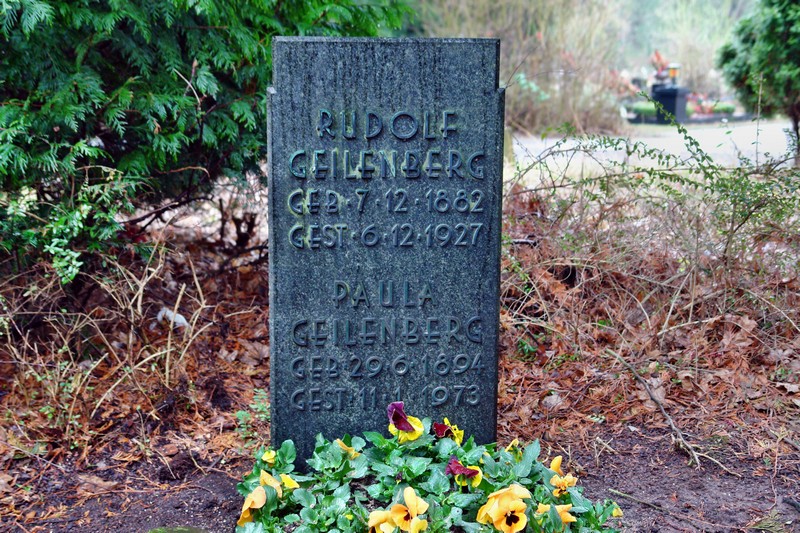 RUDOLF
GEILENBERG
GEB·7·12·1882
GEST·6·12·1927
PAULA
GEILENBERG
GEB 29·6·1894
GEST·11·1·1973